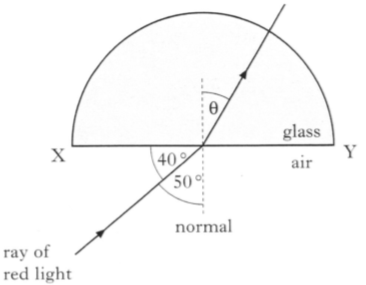 θ
glass
X
Y
40°
air
50°
normal
ray of
red light